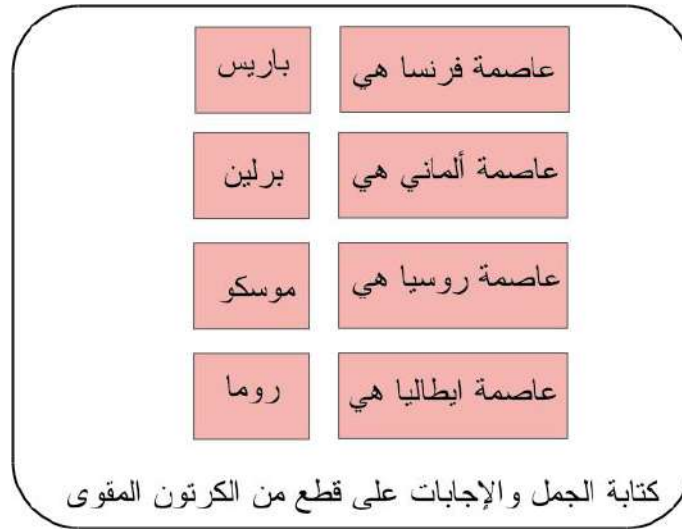 عاصمة فرنسا هي باريس
عاصمة ألماني هي برلين
عاصمة روسيا هي موسكو
عاصمة ايطاليا هي روما
كتابة الجمل والإجابات على قطع من الكرتون المقوى